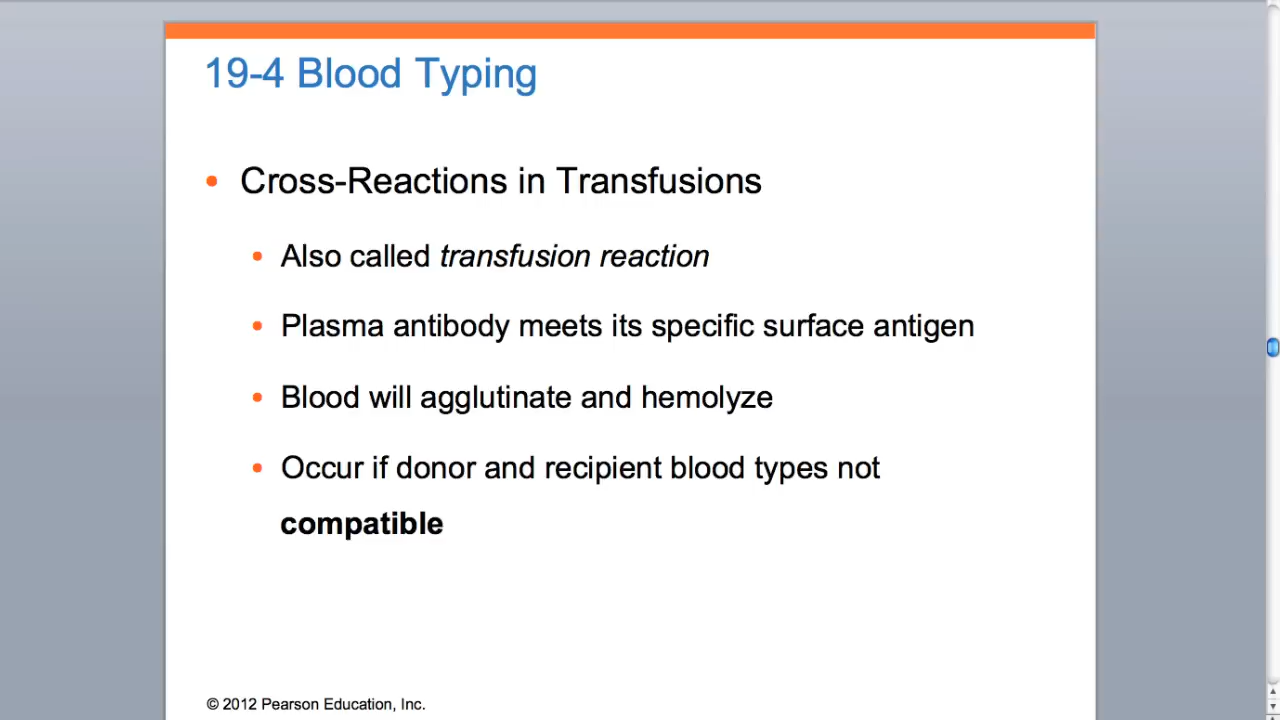 19-4 Blood Typing
• Cross-Reactions in Transfusions
• Also called transfusion reaction
• Plasma antibody meets its specific surface antigen
• Blood will agglutinate and hemolyze
• Occur if donor and recipient blood types not
compatible
© 2012 Pearson Education, Inc.